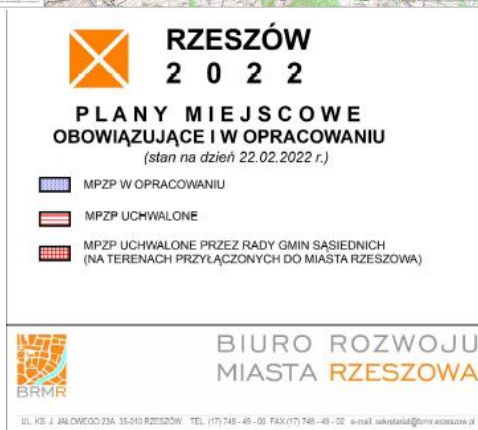 RZESZÓW
2 0 2 2
PLANY MIEJSCOWE
OBOWIĄZUJĄCE I W OPRACOWANIU
(stan na dzień 22.02.2022 r.)
MPZP W OPRACOWANIU
MPZP UCHWALONE
MPZP UCHWALONE PRZEZ RADY GMIN SĄSIEDNICH
(NA TERENACH PRZYŁĄCZONYCH DO MIASTA RZESZOWA)
BIURO ROZWOJU
MIASTA RZESZOWA
BRMR
UL. KS. J. JAŁOWEGO 23A, 35-010 RZESZÓW TEL. (17) 748 - 49 - 00, FAX (17) 748 - 49 - 02 e-mail: sekretariat@brmr.erzeszow.pl